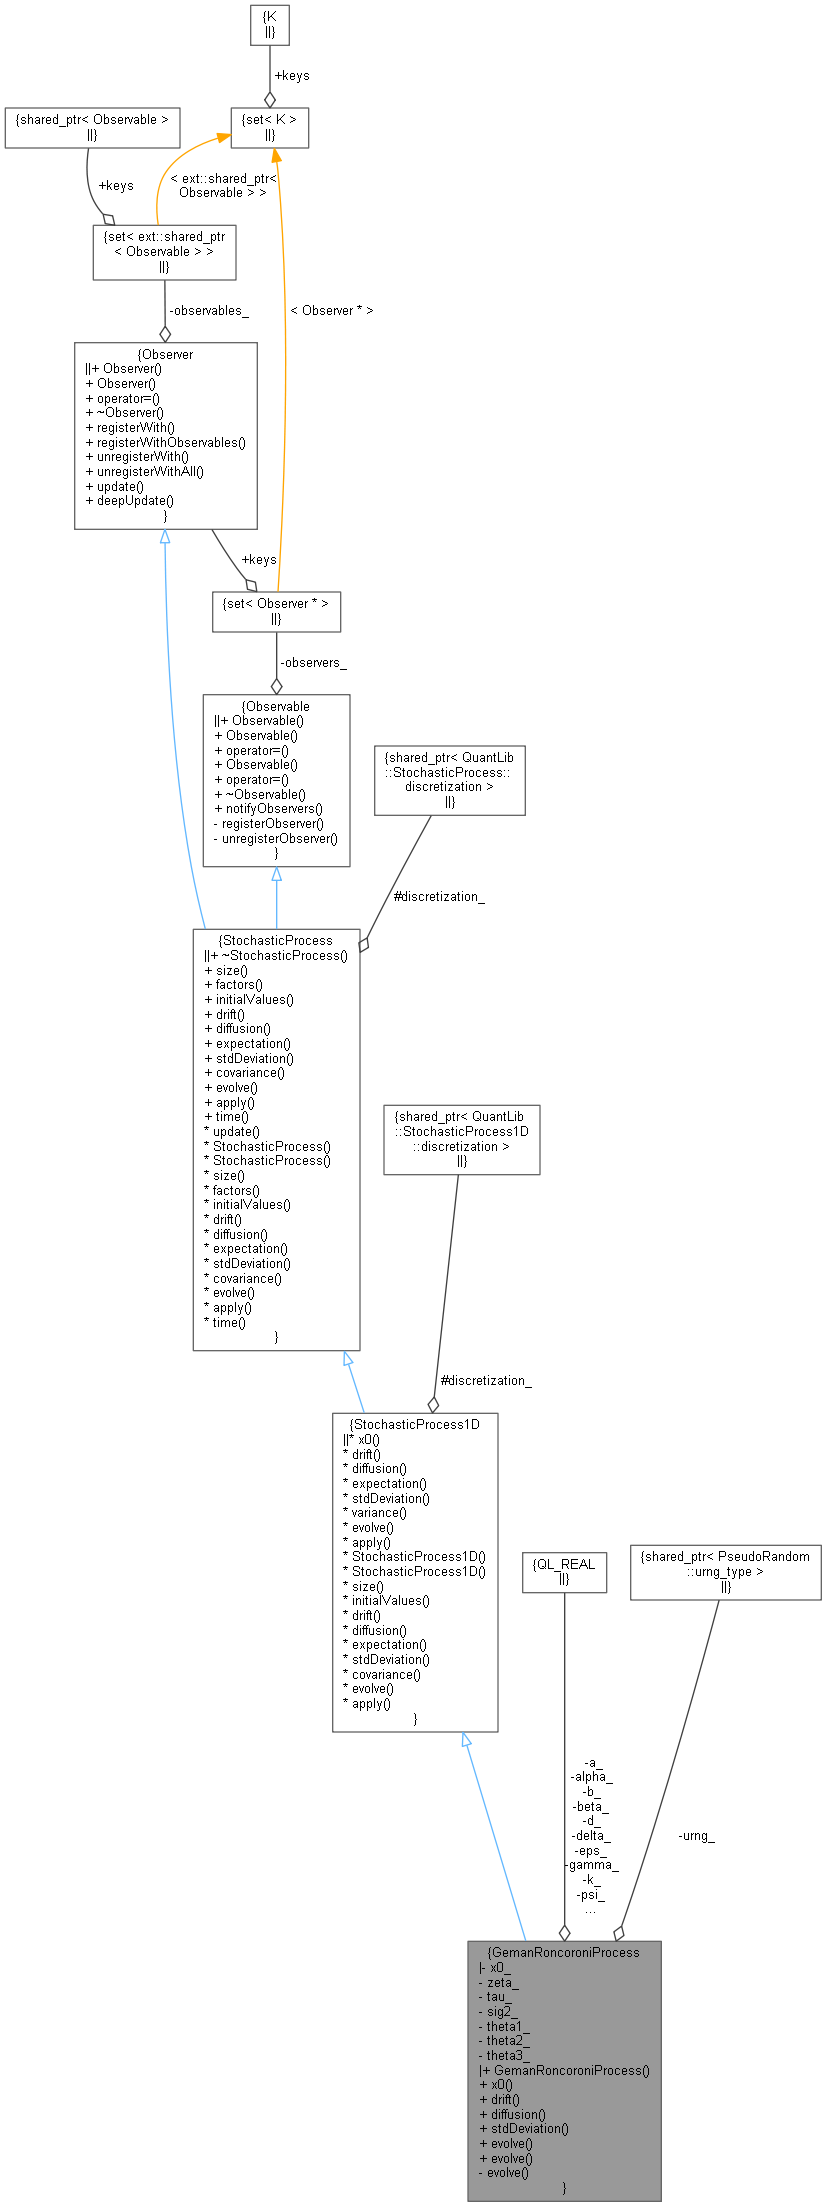 {K
||}
+keys
{shared_ptr< Observable >
||}
{set< K >
||}
+keys
< ext::shared_ptr<
Observable > >
{set< ext::shared_ptr
< Observable > >
||}
-observables_
< Observer * >
{Observer
||+ Observer()
+ Observer()
+ operator=()
+ ~Observer()
+ registerWith()
+ registerWithObservables()
+ unregisterWith()
+ unregisterWithAll()
+ update()
+ deepUpdate()
}
+keys
{set< Observer * >
||}
-observers_
{Observable
||+ Observable()
+ Observable()
+ operator=()
+ Observable()
+ operator=()
+ ~Observable()
+ notifyObservers()
- registerObserver()
- unregisterObserver()
}
{shared_ptr< QuantLib
::StochasticProcess::
discretization >
||}
#discretization_
{StochasticProcess
||+ ~StochasticProcess()
+ size()
+ factors()
+ initialValues()
+ drift()
+ diffusion()
+ expectation()
+ stdDeviation()
+ covariance()
+ evolve()
+ apply()
+ time()
* update()
* StochasticProcess()
* StochasticProcess()
* size()
* factors()
* initialValues()
* drift()
* diffusion()
* expectation()
* stdDeviation()
* covariance()
* evolve()
* apply()
* time()
}
{shared_ptr< QuantLib
::StochasticProcess1D
::discretization >
||}
#discretization_
{StochasticProcess1D
||* x0()
* drift()
* diffusion()
* expectation()
* stdDeviation()
* variance()
* evolve()
* apply()
* StochasticProcess1D()
* StochasticProcess1D()
* size()
* initialValues()
* drift()
* diffusion()
* expectation()
* stdDeviation()
* covariance()
* evolve()
* apply()
}
{QL_REAL
||}
{shared_ptr< PseudoRandom
::urng_type >
||}
-a_
-alpha_
-b_
-beta_
-d_
-delta_
-eps_
-gamma_
-k_
-psi_
...
-urng_
{GemanRoncoroniProcess
|- x0_
- zeta_
- tau_
- sig2_
- theta1_
- theta2_
- theta3_
|+ GemanRoncoroniProcess()
+ x0()
+ drift()
+ diffusion()
+ stdDeviation()
+ evolve()
+ evolve()
- evolve()
}